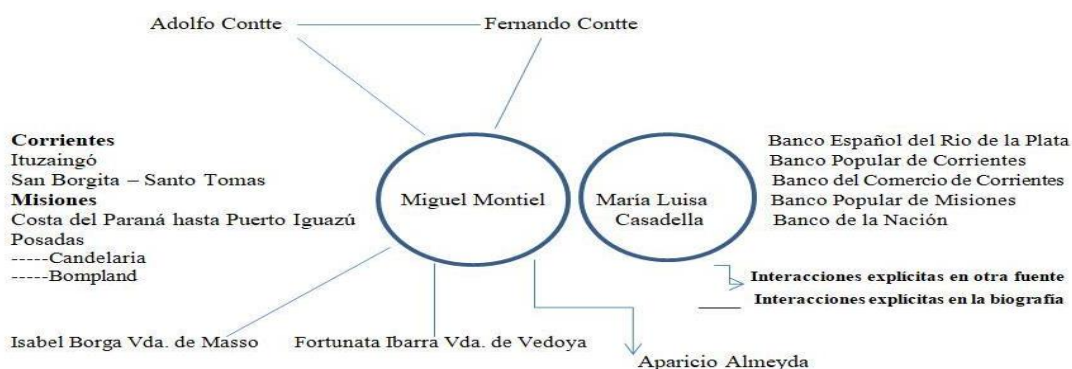 Adolfo Contte
Fernando Contte
Corrientes
Ituzaingó
San Borgita – Santo Tomas
Misiones
Costa del Paraná hasta Puerto Iguazú
Posadas
-----Candelaria
-----Bompland
Miguel Montiel
María Luisa
Casadella
Banco Español del Rio de la Plata
Banco Popular de Corrientes
Banco del Comercio de Corrientes
Banco Popular de Misiones
Banco de la Nación
Interacciones explícitas en otra fuente
Interacciones explícitas en la biografía
Isabel Borga Vda. de Masso
Fortunata Ibarra Vda. de Vedoya
Aparicio Almeyda